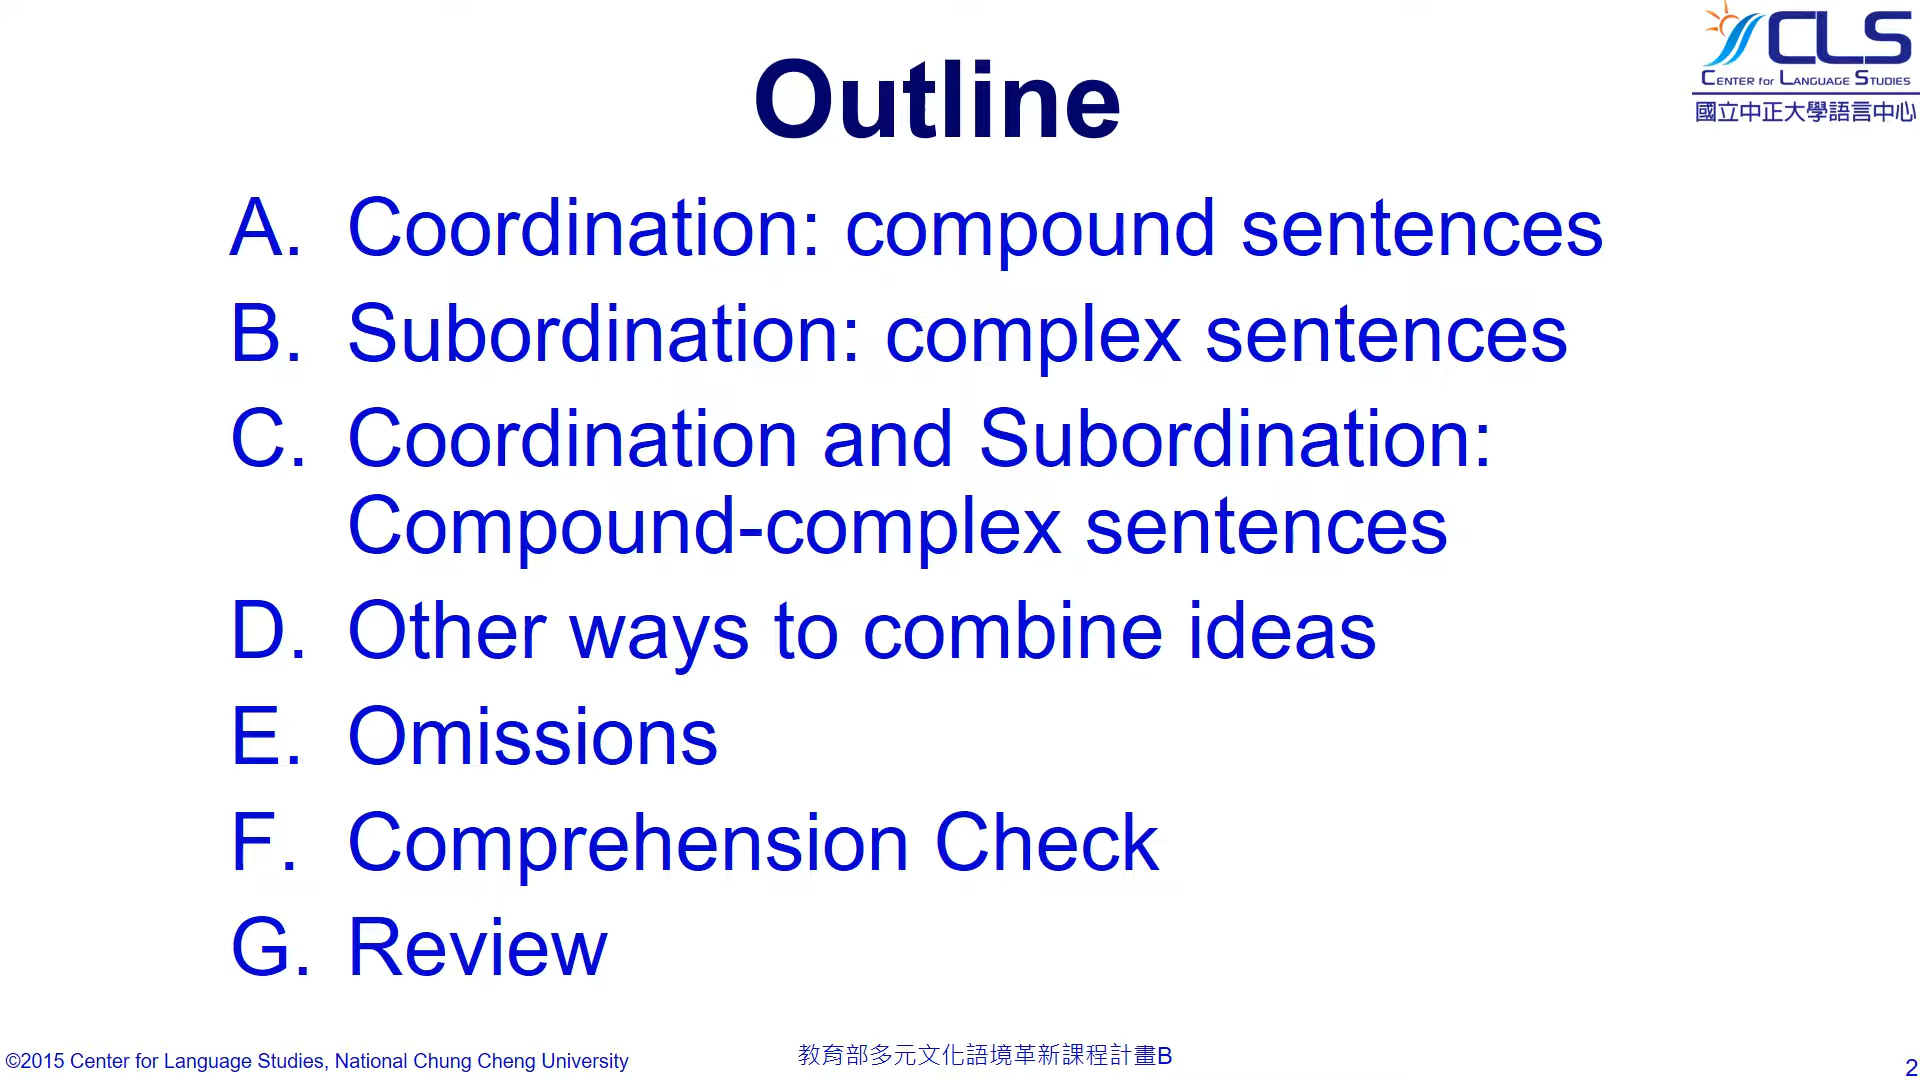 CLS
CENTER for LANGUAGE STUDIES
國立中正大學語言中心
Outline
A. Coordination: compound sentences
B. Subordination: complex sentences
C. Coordination and Subordination:
Compound-complex sentences
D. Other ways to combine ideas
E. Omissions
F. Comprehension Check
G. Review
©2015 Center for Language Studies, National Chung Cheng University
教育部多元文化語境革新課程計畫B
2